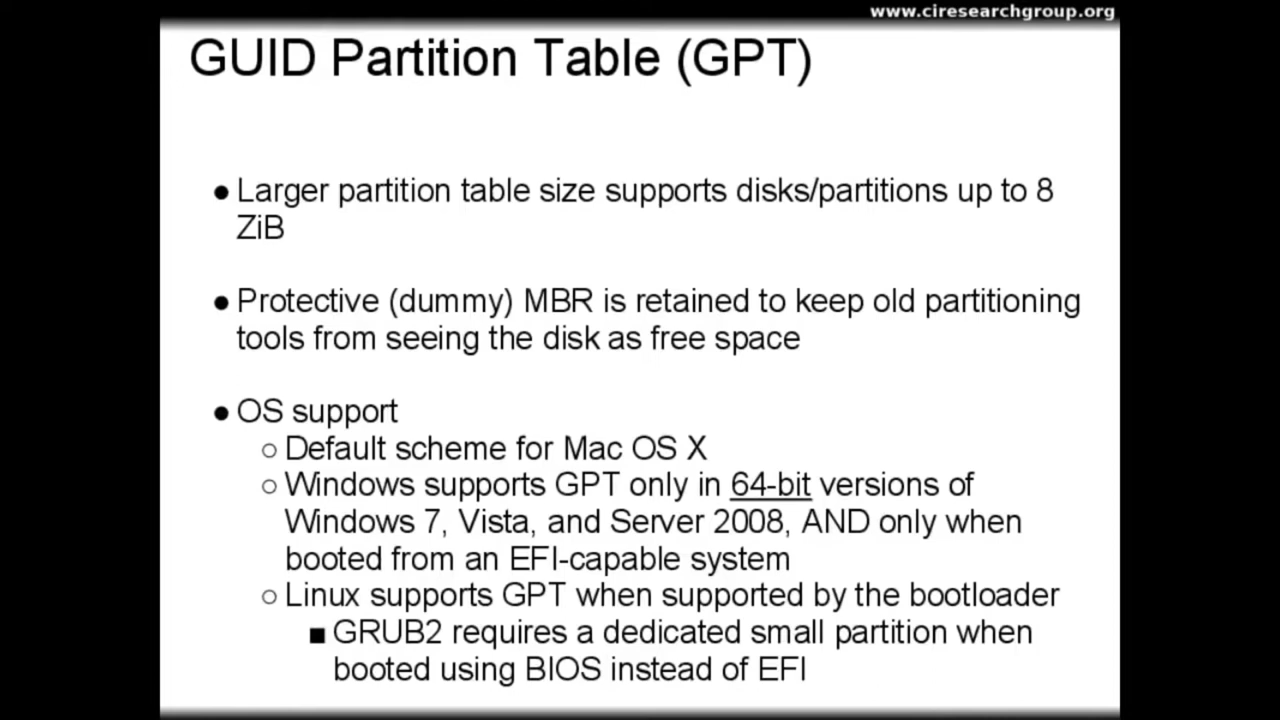 www.ciresearchgroup.org
GUID Partition Table (GPT)
● Larger partition table size supports disks/partitions up to 8
ZiB
● Protective (dummy) MBR is retained to keep old partitioning
tools from seeing the disk as free space
● OS support
○ Default scheme for Mac OS X
○ Windows supports GPT only in 64-bit versions of
Windows 7, Vista, and Server 2008, AND only when
booted from an EFI-capable system
○ Linux supports GPT when supported by the bootloader
■ GRUB2 requires a dedicated small partition when
booted using BIOS instead of EFI